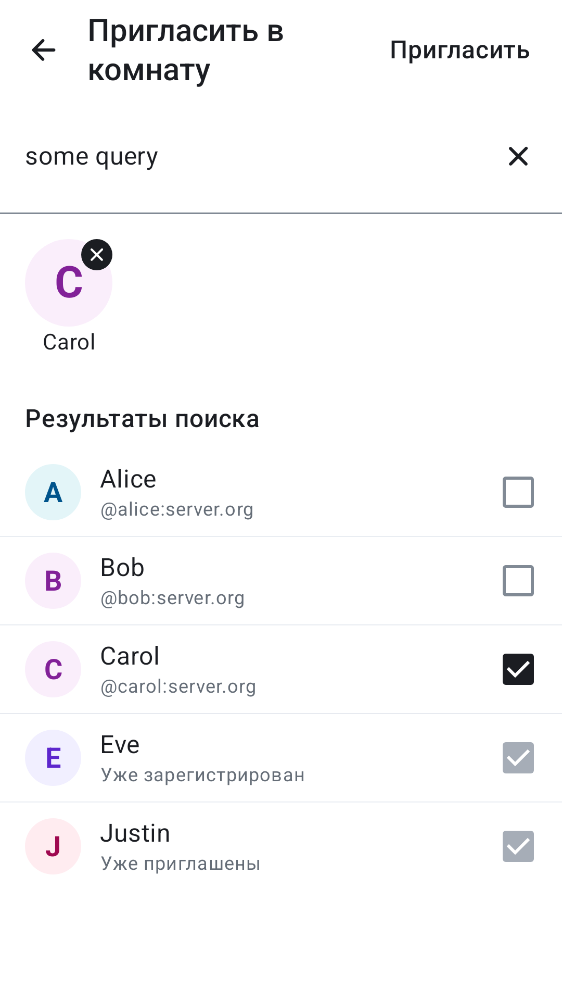 Пригласить в
комнату
Пригласить
some query
C
Carol
Результаты поиска
A
Alice
@alice:server.org
B
Bob
@bob:server.org
C
Carol
@carol:server.org
E
Eve
Уже зарегистрирован
J
Justin
Уже приглашены